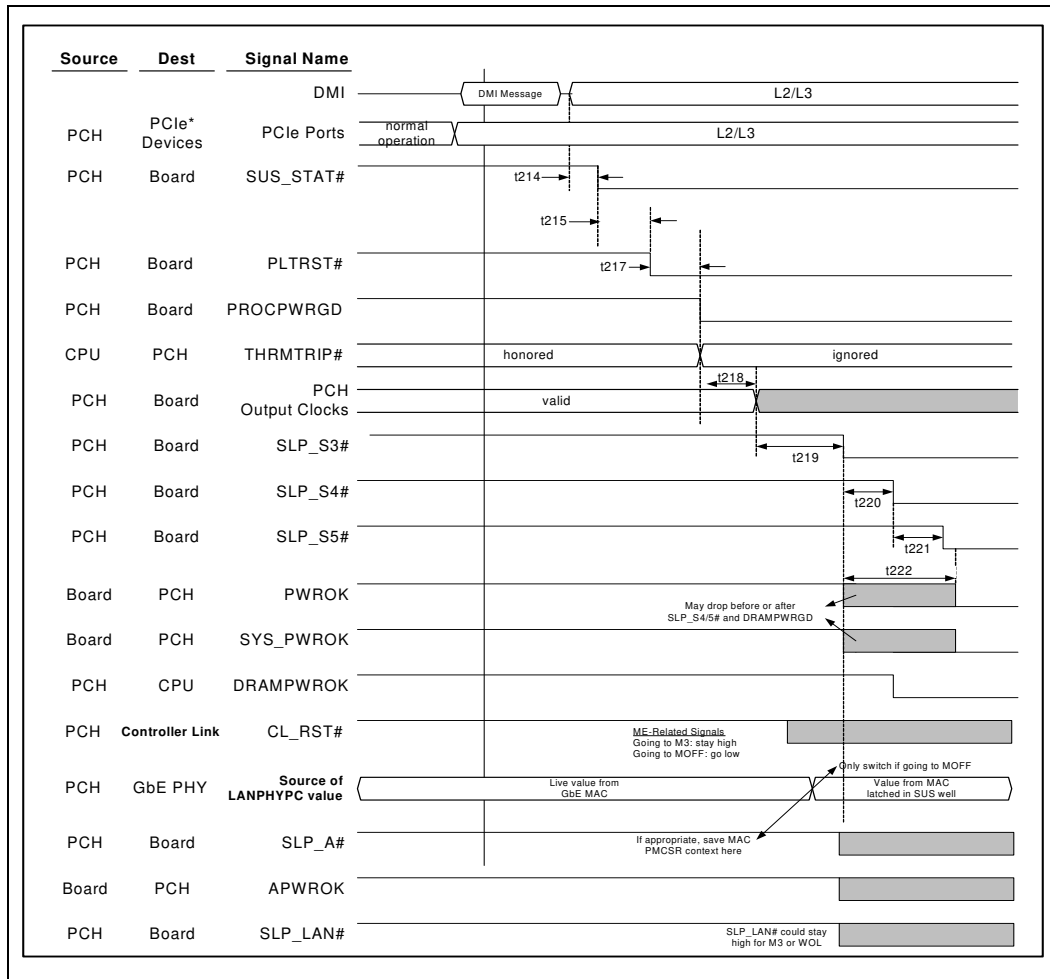 Source Dest Signal Name
DMI
DMI Message
L2/L3
PCH
PCIe*
Devices
PCIe Ports
normal
operation
L2/L3
PCH Board SUS_STAT#
t214
t215
PCH Board PLTRST#
t217
PCH Board PROCPWRGD
CPU PCH THRMTRIP#
honored
ignored
PCH Board
PCH
Output Clocks
valid
t218
PCH Board SLP_S3#
t219
PCH Board SLP_S4#
t220
PCH Board SLP_S5#
t221
t222
Board PCH PWROK
May drop before or after
SLP_S4/5# and DRAMPWRGD
Board PCH SYS_PWROK
PCH CPU DRAMPWROK
PCH Controller Link CL_RST#
ME-Related Signals
Going to M3: stay high
Going to MOFF: go low
Only switch if going to MOFF
PCH GbE PHY
Source of
LANPHYPC value
Live value from
GbE MAC
Value from MAC
latched in SUS well
PCH Board SLP_A#
If appropriate, save MAC
PMCSR context here
Board PCH APWROK
PCH Board SLP_LAN#
SLP_LAN# could stay
high for M3 or WOL